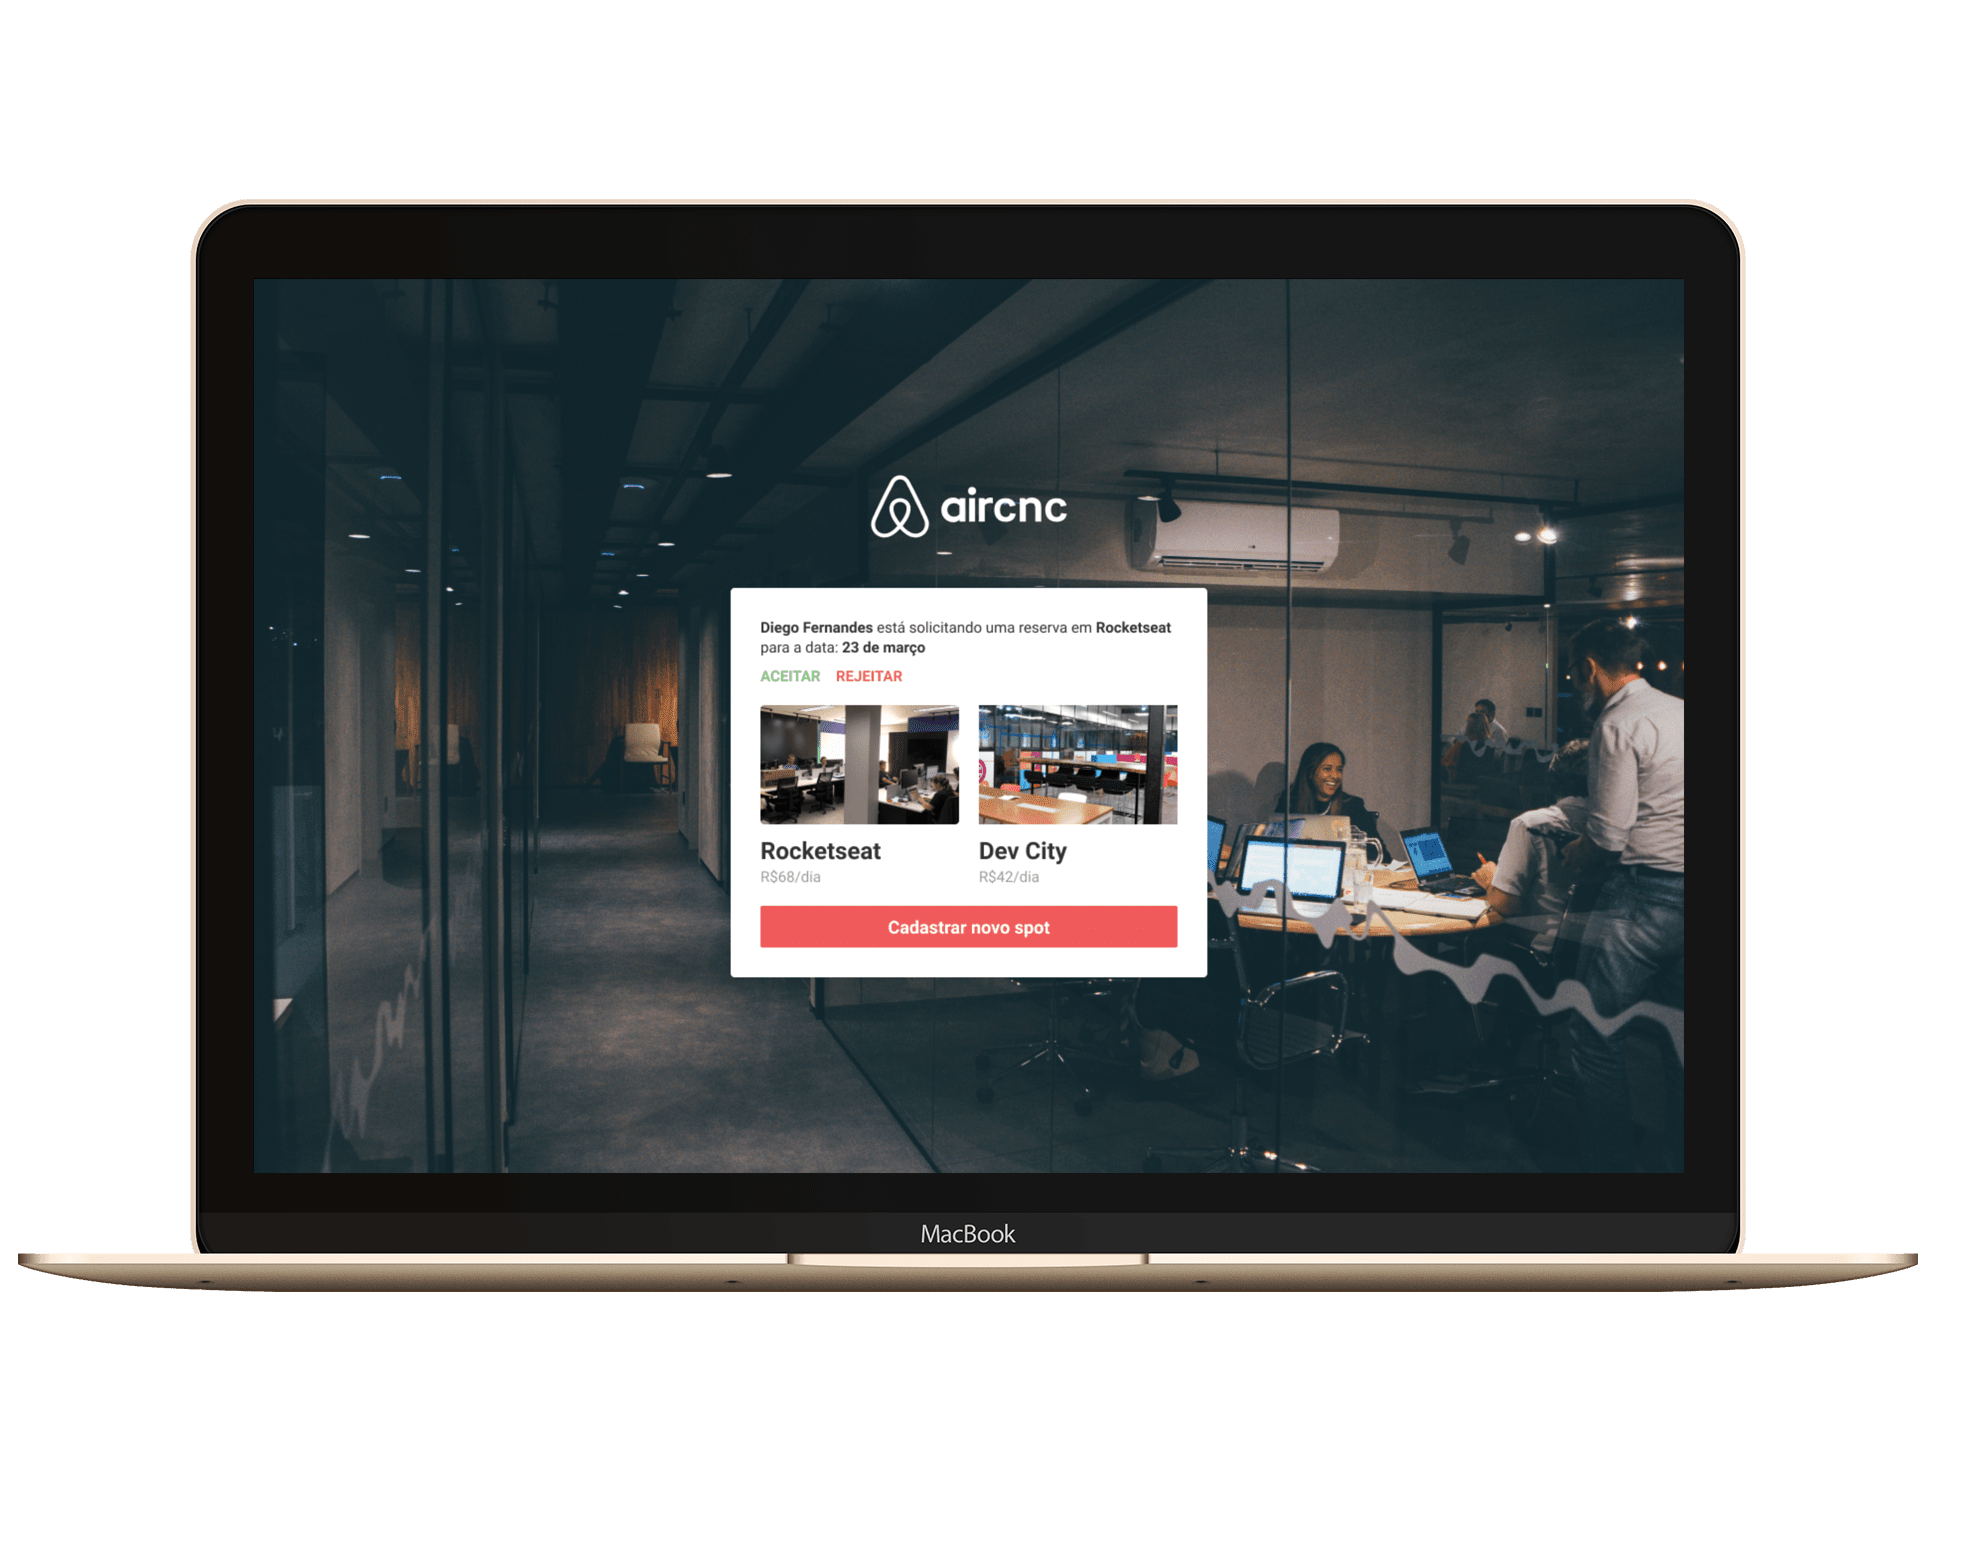 aircnc
Diego Fernandes está solicitando uma reserva em Rocketseat
para a data: 23 de março
ACEITAR REJEITAR
Rocketseat Dev City
R$68/dia R$42/dia
Cadastrar novo spot
MacBook